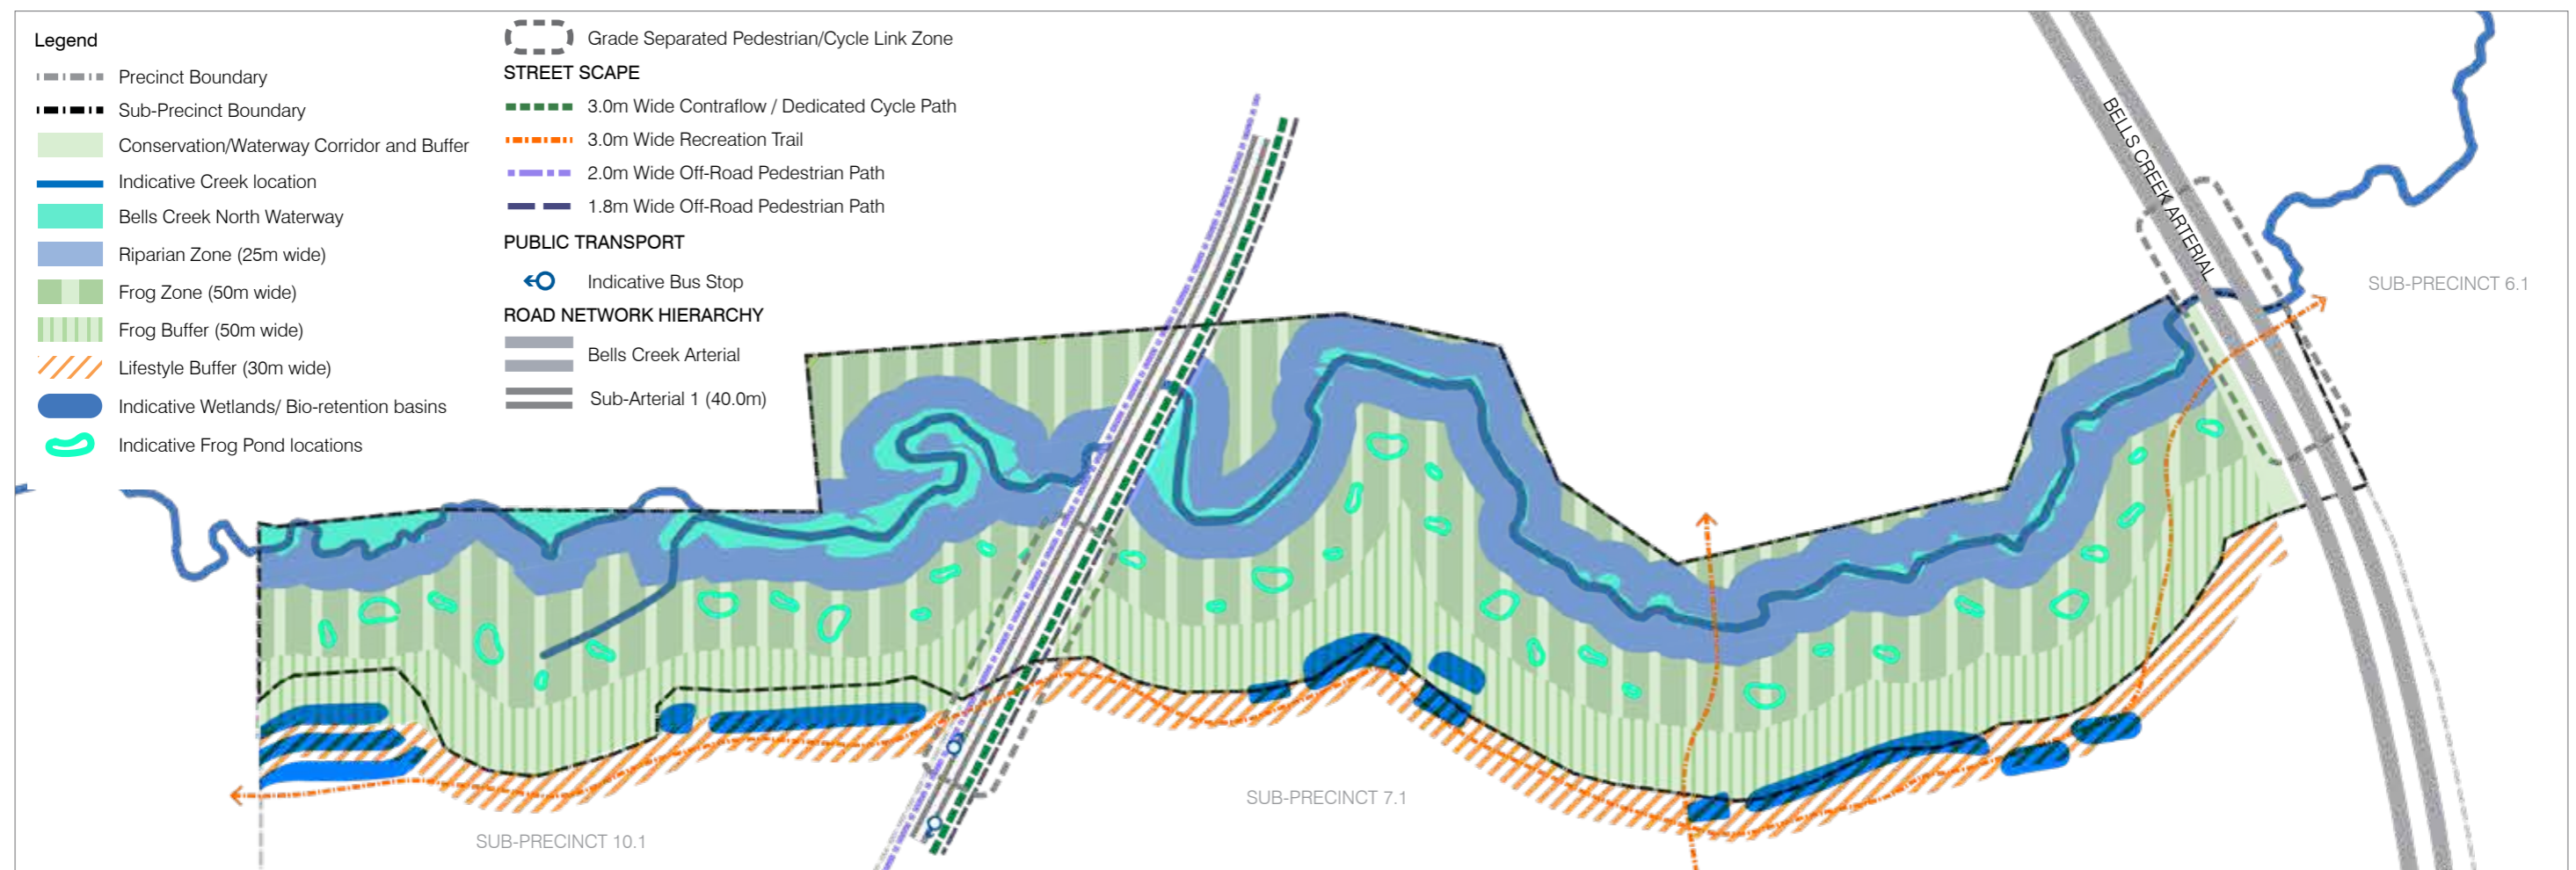 Legend
Precinct Boundary
Sub-Precinct Boundary
Conservation/Waterway Corridor and Buffer
Indicative Creek location
Bells Creek North Waterway
Riparian Zone (25m wide)
Frog Zone (50m wide)
Frog Buffer (50m wide)
Lifestyle Buffer (30m wide)
Indicative Wetlands/ Bio-retention basins
Indicative Frog Pond locations
Grade Separated Pedestrian/Cycle Link Zone
STREET SCAPE
3.0m Wide Contraflow / Dedicated Cycle Path
3.0m Wide Recreation Trail
2.0m Wide Off-Road Pedestrian Path
1.8m Wide Off-Road Pedestrian Path
PUBLIC TRANSPORT
Indicative Bus Stop
ROAD NETWORK HIERARCHY
Bells Creek Arterial
Sub-Arterial 1 (40.0m)
BELLS CREEK ARTERIAL
SUB-PRECINCT 6.1
SUB-PRECINCT 7.1
SUB-PRECINCT 10.1